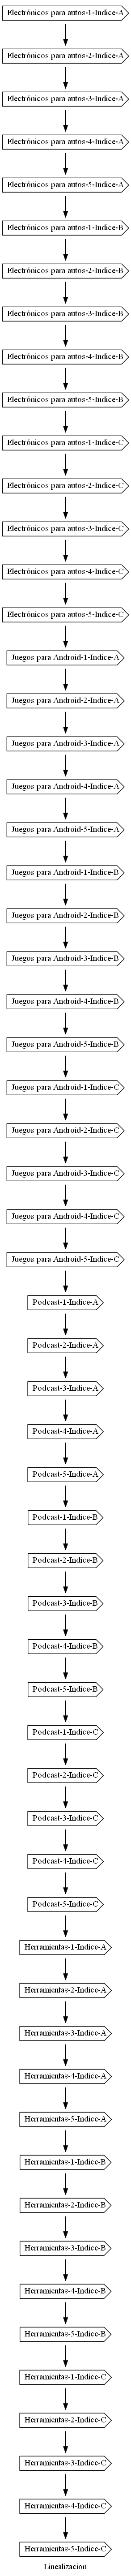 Electrónicos para autos-1-Indice-A
Electrónicos para autos-2-Indice-A
Electrónicos para autos-3-Indice-A
Electrónicos para autos-4-Indice-A
Electrónicos para autos-5-Indice-A
Electrónicos para autos-1-Indice-B
Electrónicos para autos-2-Indice-B
Electrónicos para autos-3-Indice-B
Electrónicos para autos-4-Indice-B
Electrónicos para autos-5-Indice-B
Electrónicos para autos-1-Indice-C
Electrónicos para autos-2-Indice-C
Electrónicos para autos-3-Indice-C
Electrónicos para autos-4-Indice-C
Electrónicos para autos-5-Indice-C
Juegos para Android-1-Indice-A
Juegos para Android-2-Indice-A
Juegos para Android-3-Indice-A
Juegos para Android-4-Indice-A
Juegos para Android-5-Indice-A
Juegos para Android-1-Indice-B
Juegos para Android-2-Indice-B
Juegos para Android-3-Indice-B
Juegos para Android-4-Indice-B
Juegos para Android-5-Indice-B
Juegos para Android-1-Indice-C
Juegos para Android-2-Indice-C
Juegos para Android-3-Indice-C
Juegos para Android-4-Indice-C
Juegos para Android-5-Indice-C
Podcast-1-Indice-A
Podcast-2-Indice-A
Podcast-3-Indice-A
Podcast-4-Indice-A
Podcast-5-Indice-A
Podcast-1-Indice-B
Podcast-2-Indice-B
Podcast-3-Indice-B
Podcast-4-Indice-B
Podcast-5-Indice-B
Podcast-1-Indice-C
Podcast-2-Indice-C
Podcast-3-Indice-C
Podcast-4-Indice-C
Podcast-5-Indice-C
Herramientas-1-Indice-A
Herramientas-2-Indice-A
Herramientas-3-Indice-A
Herramientas-4-Indice-A
Herramientas-5-Indice-A
Herramientas-1-Indice-B
Herramientas-2-Indice-B
Herramientas-3-Indice-B
Herramientas-4-Indice-B
Herramientas-5-Indice-B
Herramientas-1-Indice-C
Herramientas-2-Indice-C
Herramientas-3-Indice-C
Herramientas-4-Indice-C
Herramientas-5-Indice-C
Linealizacion